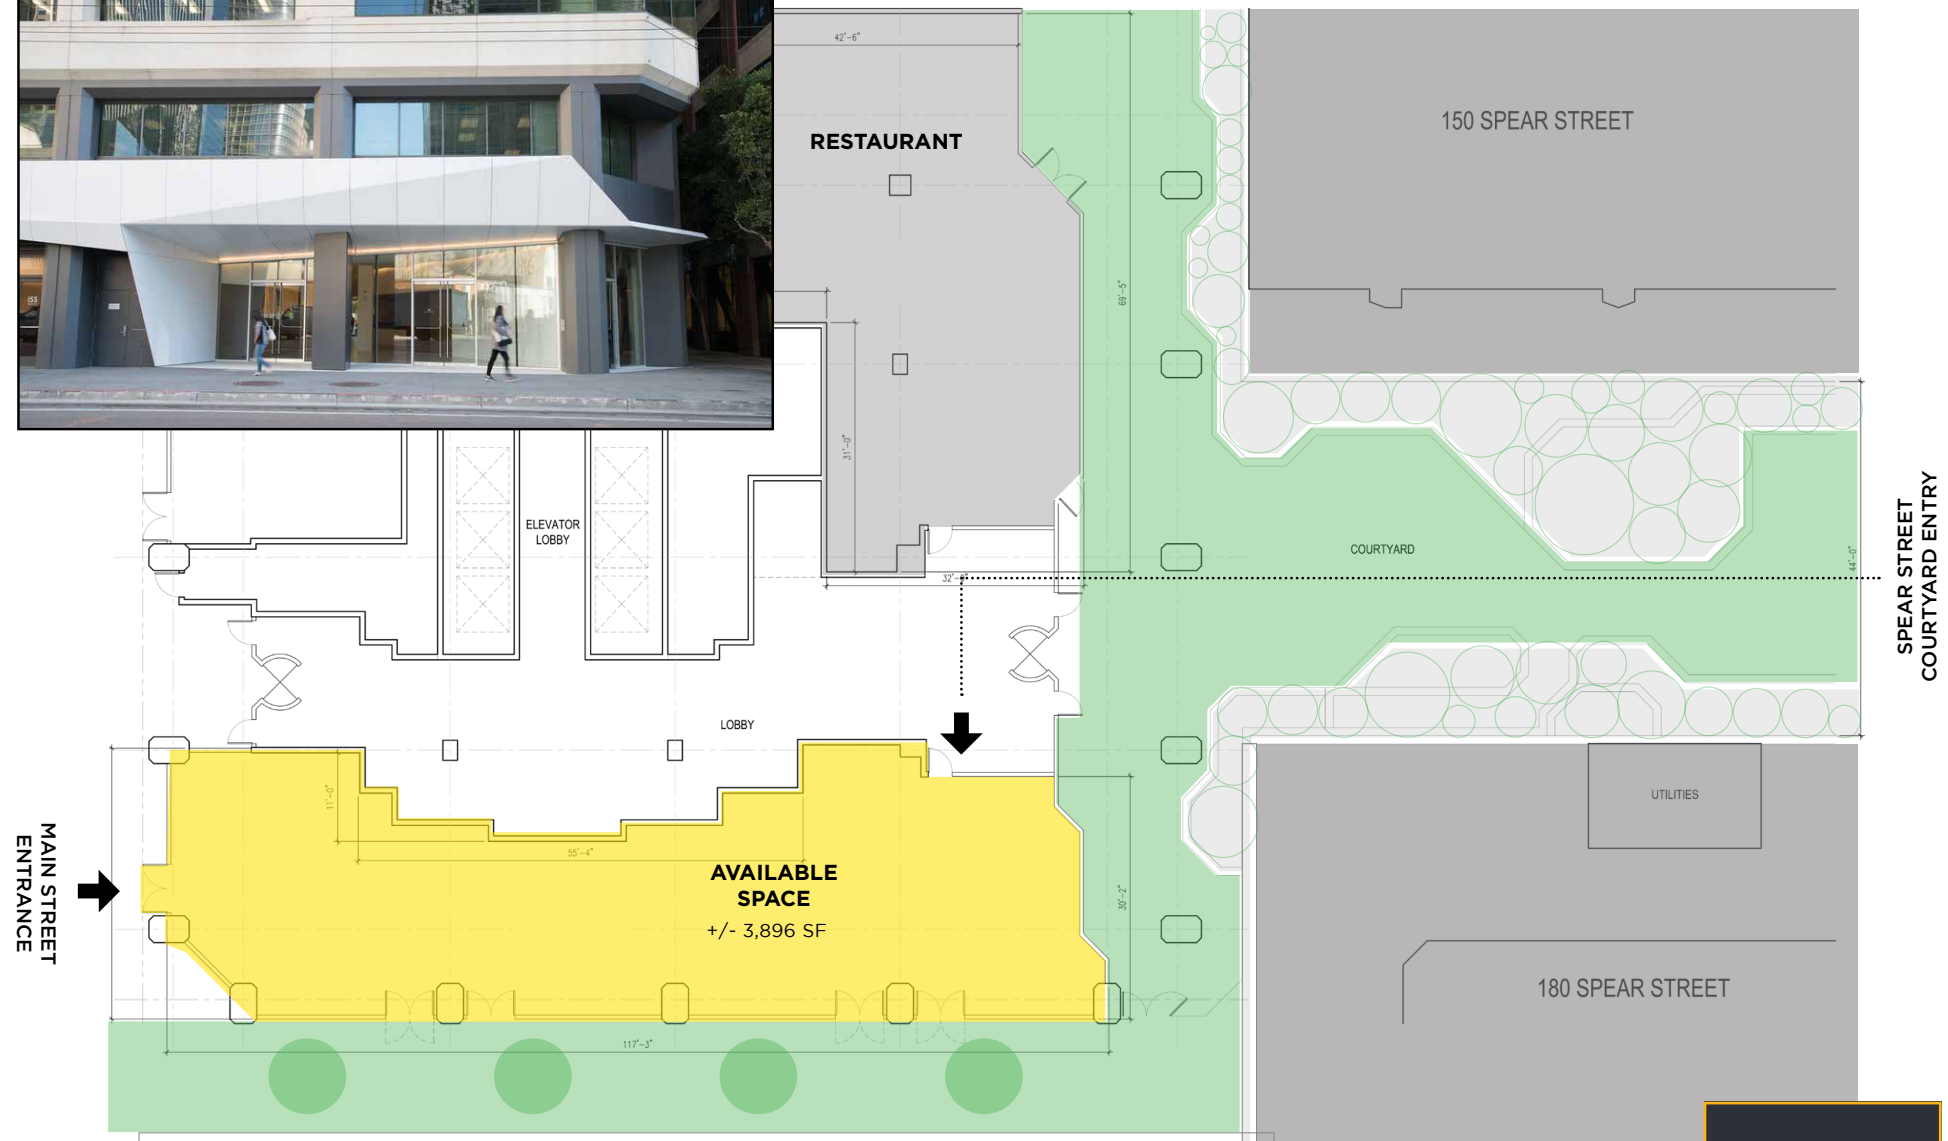 42'-6"
RESTAURANT
150 SPEAR STREET
69'-5"
155
31'-0"
ELEVATOR
LOBBY
COURTYARD
44'-0"
SPEAR STREET
COURTYARD ENTRY
LOBBY
11'-0"
55'-4"
UTILITIES
MAIN STREET
ENTRANCE
AVAILABLE
SPACE
+/- 3,896 SF
30'-2"
180 SPEAR STREET
117'-3"